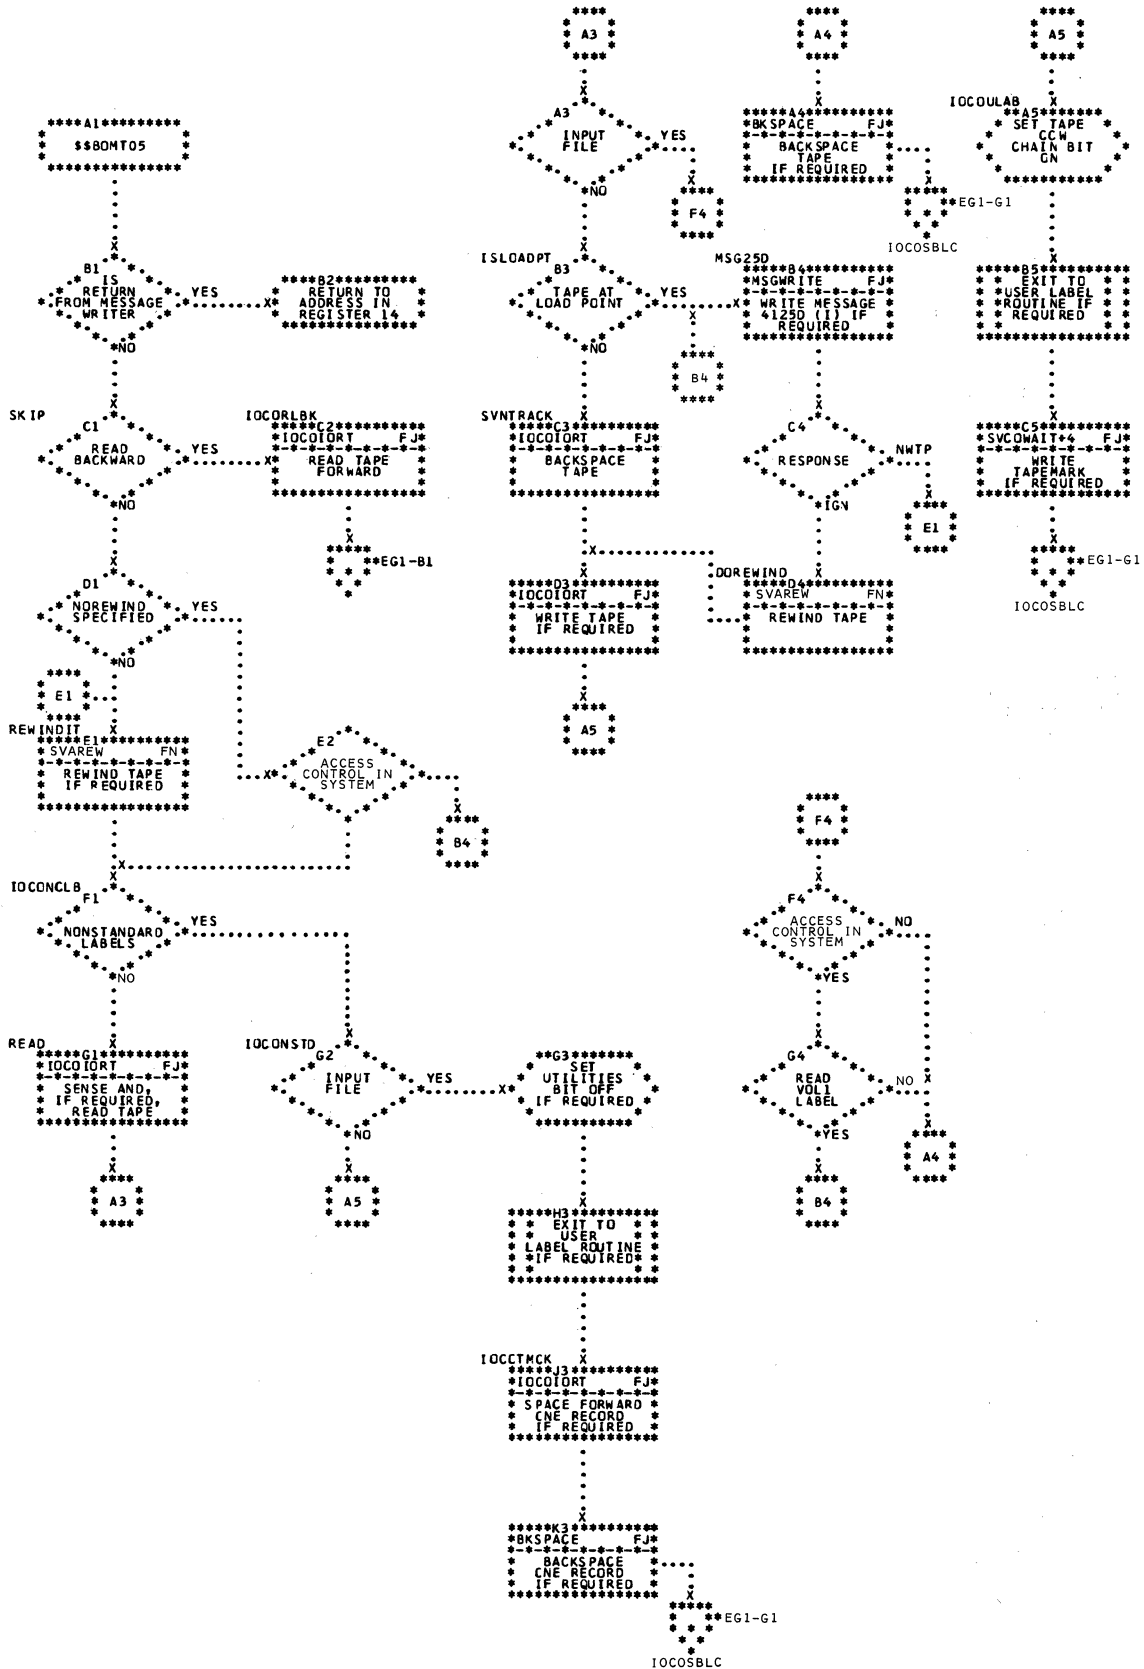 A1
$$BOMT05
B1
IS
RETURN
FROM MESSAGE
WRITER
YES
NO
B2
RETURN TO
ADDRESS IN
REGISTER 14
SKIP
C1
READ
BACKWARD
YES
NO
IOCORLBK
C2
IOCOIORT FJ
READ TAPE
FORWARD
EG1-B1
D1
NOREWIND
SPECIFIED
YES
NO
E1
REWINDIT
E1
SVAREW FN
REWIND TAPE
IF REQUIRED
E2
ACCESS
CONTROL IN
SYSTEM
B4
IOCONCLB
F1
NONSTANDARD
LABELS
YES
NO
READ
G1
IOCOIORT FJ
SENSE AND,
IF REQUIRED,
READ TAPE
A3
IOCONSTD
G2
INPUT
FILE
YES
NO
A5
G3
SET
UTILITIES
BIT OFF
IF REQUIRED
H3
EXIT TO
USER
LABEL ROUTINE
IF REQUIRED
IOCCTMCK
J3
IOCOIORT FJ
SPACE FORWARD
CNE RECORD
IF REQUIRED
K3
BKSPACE FJ
BACKSPACE
CNE RECORD
IF REQUIRED
EG1-G1
IOCOSBLC
A3
A3
INPUT
FILE
YES
NO
F4
ISLOADPT
B3
TAPE AT
LOAD POINT
YES
NO
B4
SVNTRACK
C3
IOCOIORT FJ
BACKSPACE
TAPE
D3
IOCOIORT FJ
WRITE TAPE
IF REQUIRED
A5
A4
A4
BKSPACE FJ
BACKSPACE
TAPE
IF REQUIRED
EG1-G1
IOCOSBLC
MSG25D
B4
MSGWRITE FJ
WRITE MESSAGE
4125D (I) IF
REQUIRED
C4
RESPONSE
NWTP
IGN
E1
DOREWIND
D4
SVAREW FN
REWIND TAPE
F4
F4
ACCESS
CONTROL IN
SYSTEM
NO
YES
G4
READ
VOL1
LABEL
NO
YES
A4
B4
A5
IOCOULAB
A5
SET TAPE
CCW
CHAIN BIT
ON
B5
EXIT TO
USER LABEL
ROUTINE IF
REQUIRED
C5
SVCOWAIT+4 FJ
WRITE
TAPEMARK
IF REQUIRED
EG1-G1
IOCOSBLC